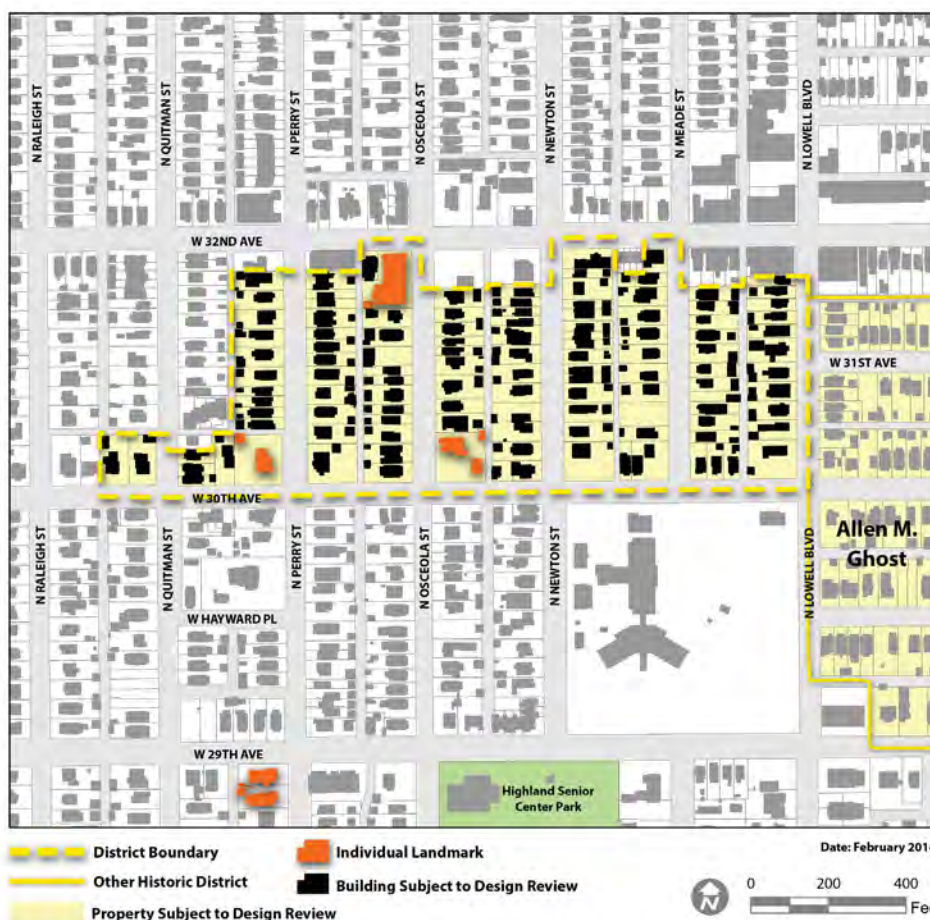 N RALEIGH ST
N QUITMAN ST
N PERRY ST
N OSCEOLA ST
N NEWTON ST
N MEADE ST
N LOWELL BLVD
W 32ND AVE
W 31ST AVE
W 30TH AVE
N RALEIGH ST
N QUITMAN ST
N PERRY ST
N OSCEOLA ST
N NEWTON ST
N LOWELL BLVD
Allen M.
Ghost
W HAYWARD PL
W 29TH AVE
Highland Senior
Center Park
District Boundary
Individual Landmark
Date: February 201
Other Historic District
Building Subject to Design Review
Property Subject to Design Review
N
0 200 400
Fee